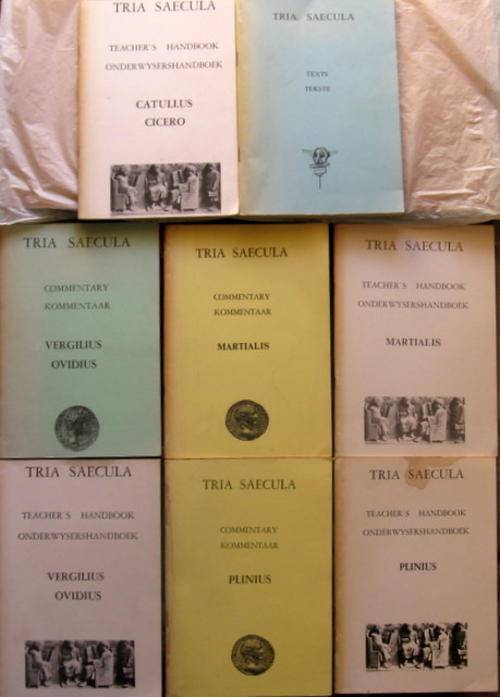 TRIA SAECULA
TEACHER'S HANDBOOK
ONDERWYSERSHANDBOEK
CATULLUS
CICERO
TRIA SAECULA
TEXTS
TEKSTE
TRIA SAECULA
COMMENTARY
KOMMENTAAR
VERGILIUS
OVIDIUS
TRIA SAECULA
COMMENTARY
KOMMENTAAR
MARTIALIS
TRIA SAECULA
TEACHER'S HANDBOOK
ONDERWYSERSHANDBOEK
MARTIALIS
TRIA SAECULA
TEACHER'S HANDBOOK
ONDERWYSERSHANDBOEK
VERGILIUS
OVIDIUS
TRIA SAECULA
COMMENTARY
KOMMENTAAR
PLINIUS
TRIA SAECULA
TEACHER'S HANDBOOK
ONDERWYSERSHANDBOEK
PLINIUS